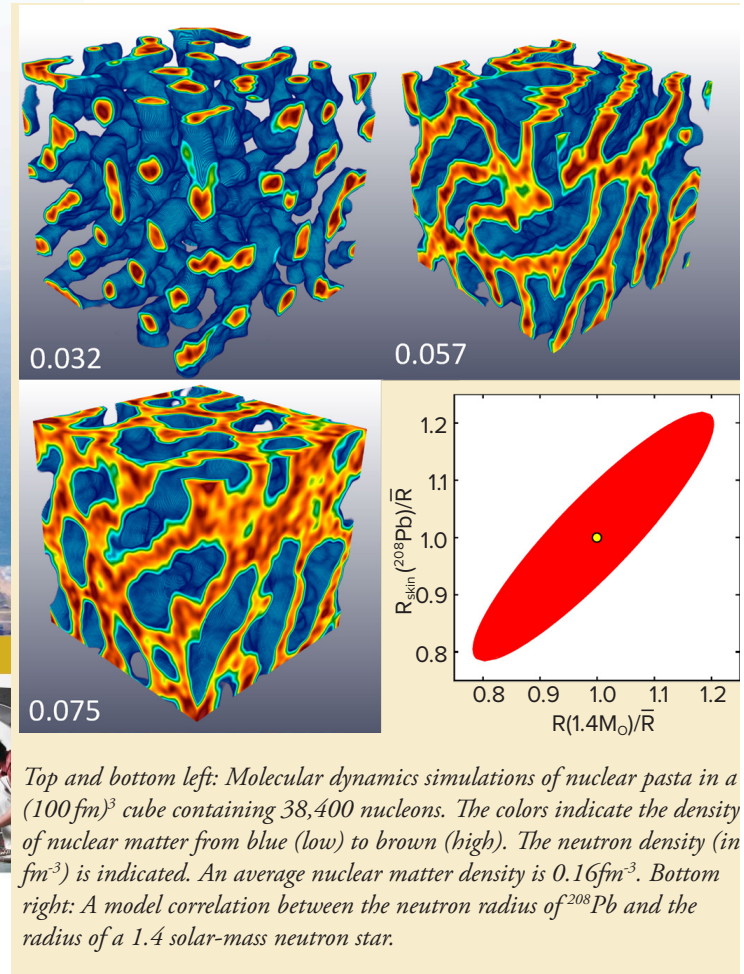 0.032
0.057
0.075
1.2
1.1
1.0
0.9
0.8
R_skin(²⁰⁸Pb)/R̅
0.8 0.9 1.0 1.1 1.2
R(1.4M_O)/R̅
Top and bottom left: Molecular dynamics simulations of nuclear pasta in a
(100 fm)³ cube containing 38,400 nucleons. The colors indicate the density
of nuclear matter from blue (low) to brown (high). The neutron density (in
fm⁻³) is indicated. An average nuclear matter density is 0.16fm⁻³. Bottom
right: A model correlation between the neutron radius of ²⁰⁸Pb and the
radius of a 1.4 solar-mass neutron star.